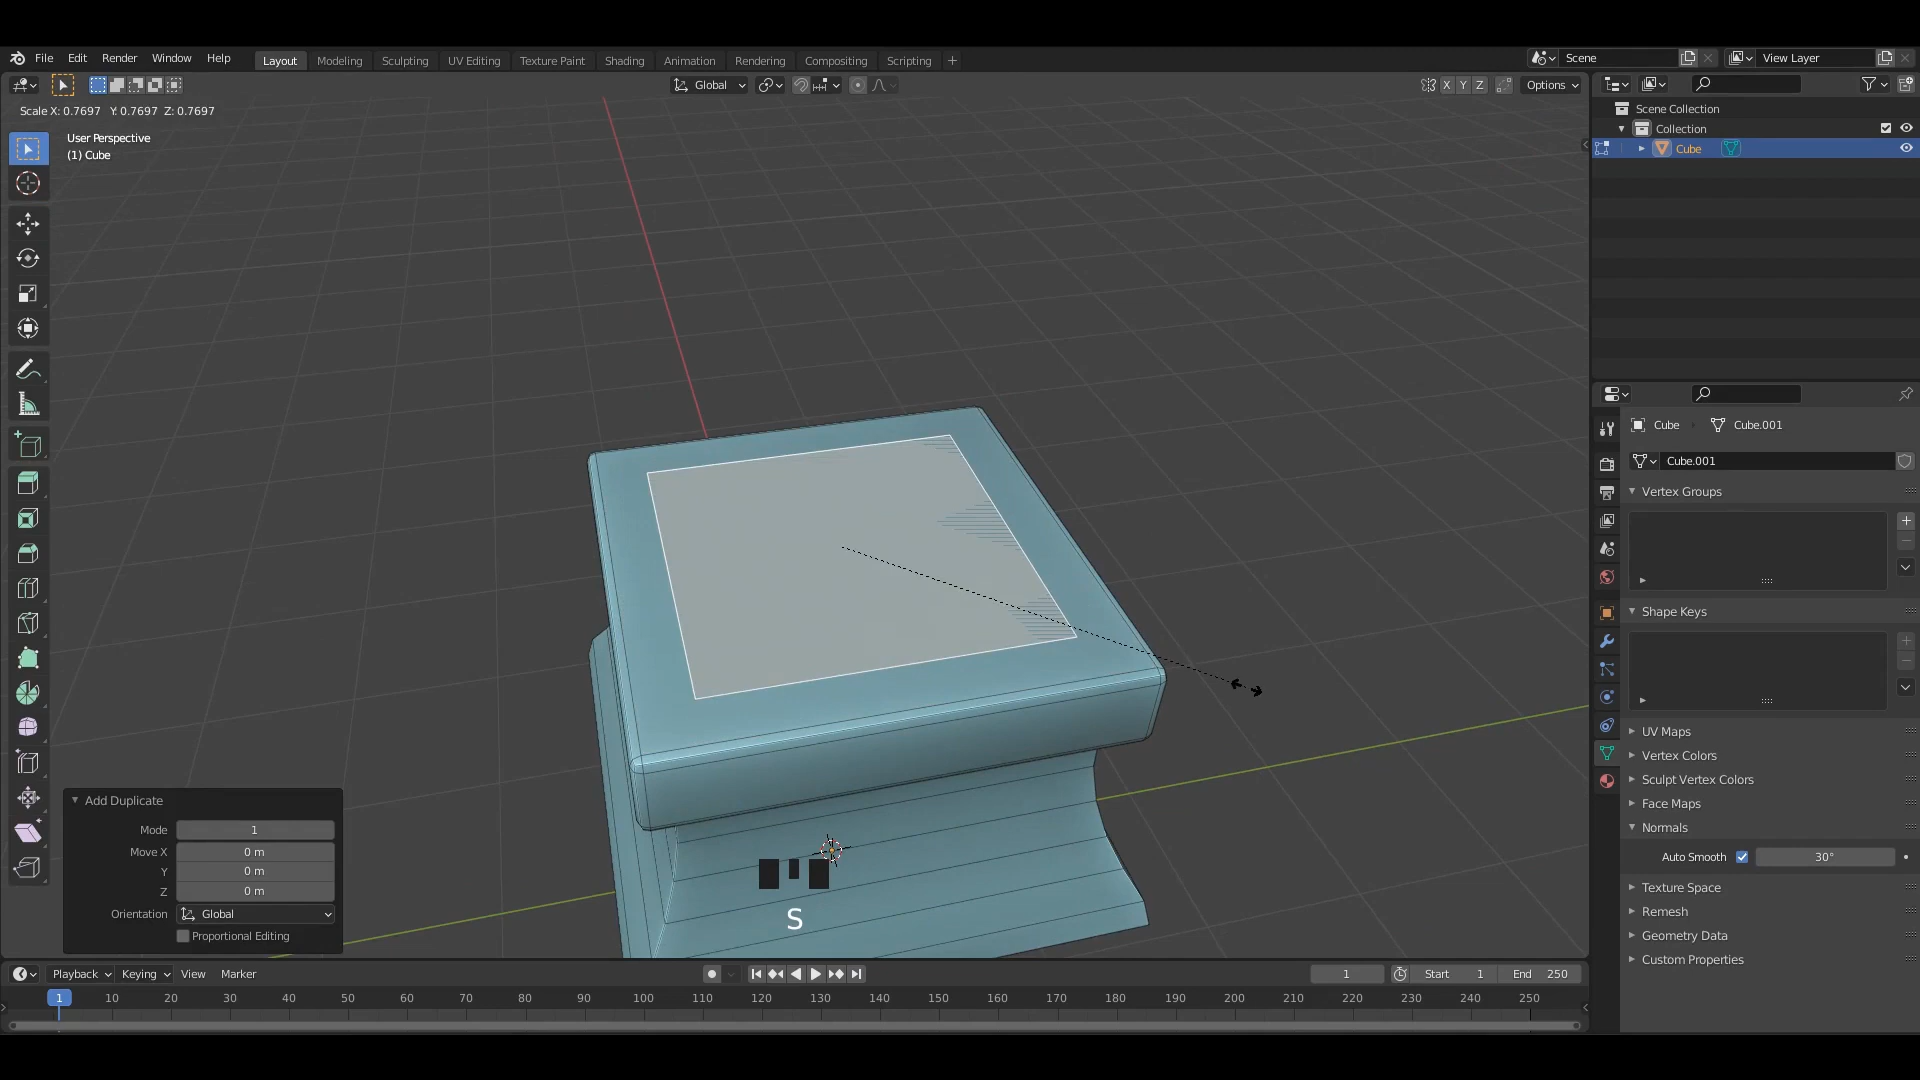 File Edit Render Window Help Layout Modeling Sculpting UV Editing Texture Paint Shading Animation Rendering Compositing Scripting + Scene View Layer
Global X Y Z Options
Scale X: 0.7697 Y: 0.7697 Z: 0.7697
User Perspective
(1) Cube
Scene Collection
Collection
Cube
Cube Cube.001
Cube.001
Vertex Groups
Shape Keys
UV Maps
Vertex Colors
Sculpt Vertex Colors
Face Maps
Normals
Auto Smooth 30°
Texture Space
Remesh
Geometry Data
Custom Properties
Add Duplicate
Mode 1
Move X 0 m
Y 0 m
Z 0 m
Orientation Global
Proportional Editing
S
Playback Keying View Marker 1 Start 1 End 250
1 10 20 30 40 50 60 70 80 90 100 110 120 130 140 150 160 170 180 190 200 210 220 230 240 250